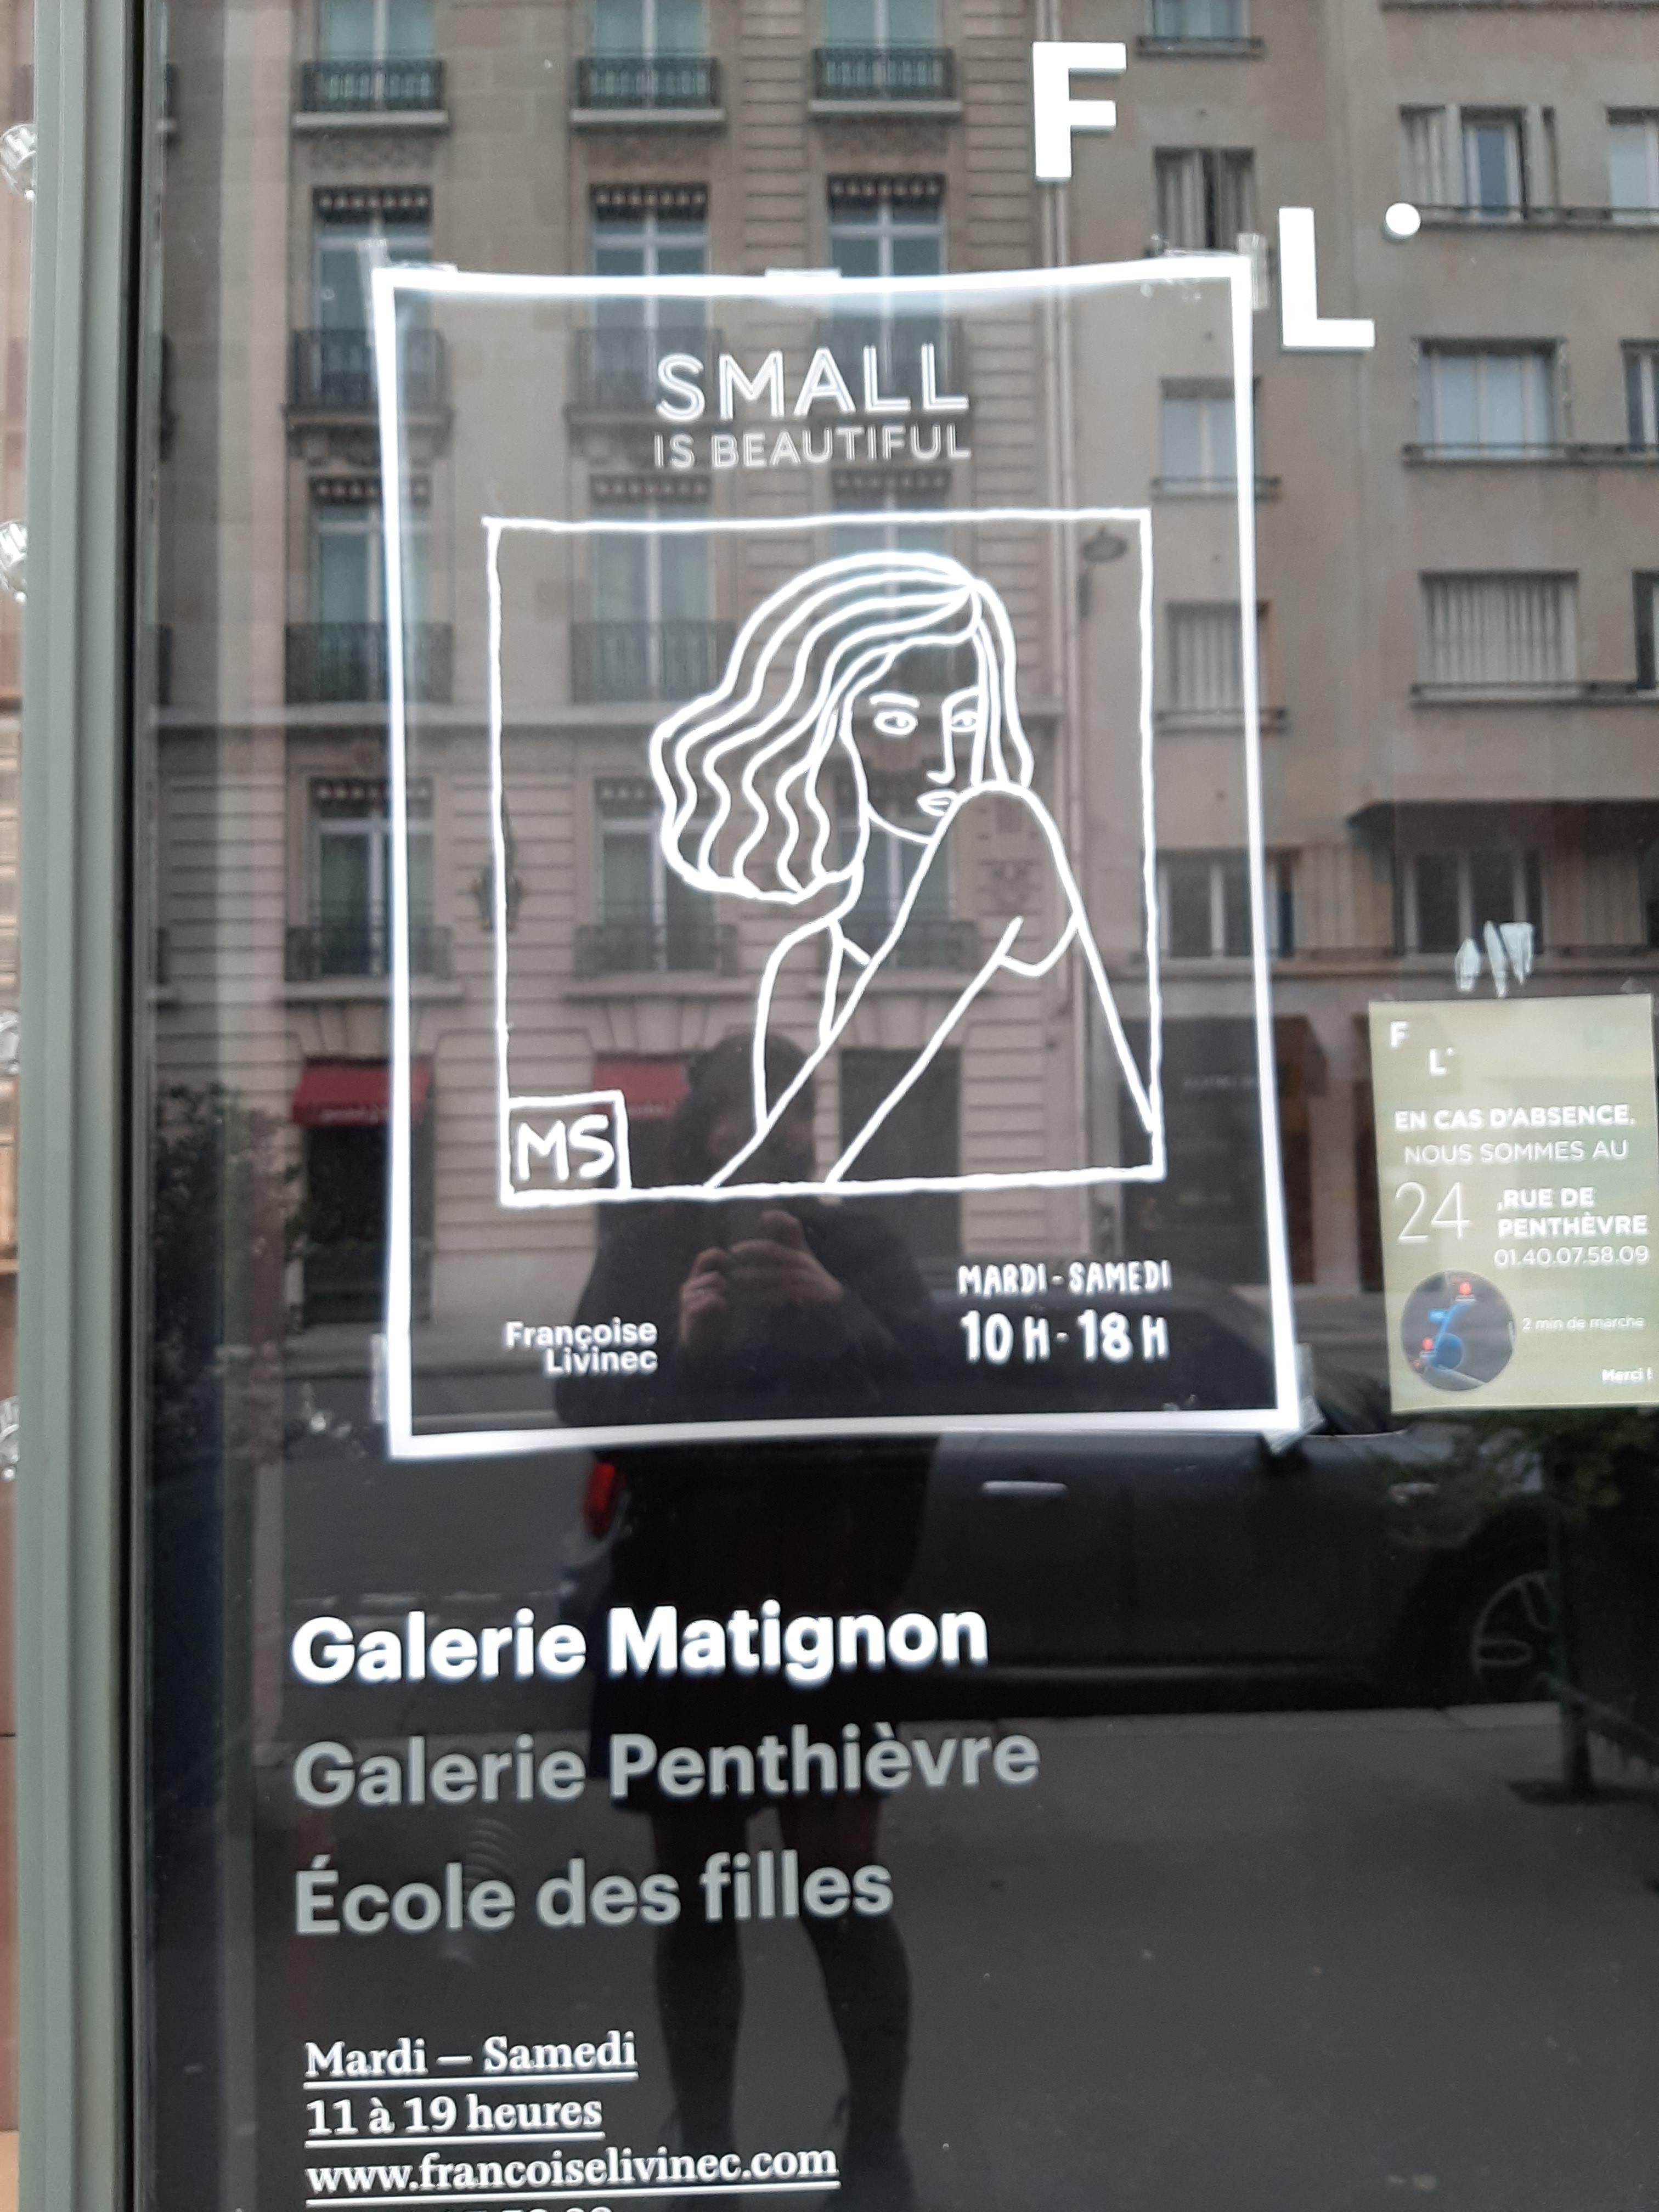 F
L
SMALL
IS BEAUTIFUL
MS
MARDI-SAMEDI
10 H - 18 H
Françoise
Livinec
F
L
EN CAS D'ABSENCE,
NOUS SOMMES AU
24 ,RUE DE
PENTHÈVRE
01.40.07.58.09
2 min de marche
Merci !
Galerie Matignon
Galerie Penthièvre
École des filles
Mardi — Samedi
11 à 19 heures
www.francoiselivinec.com